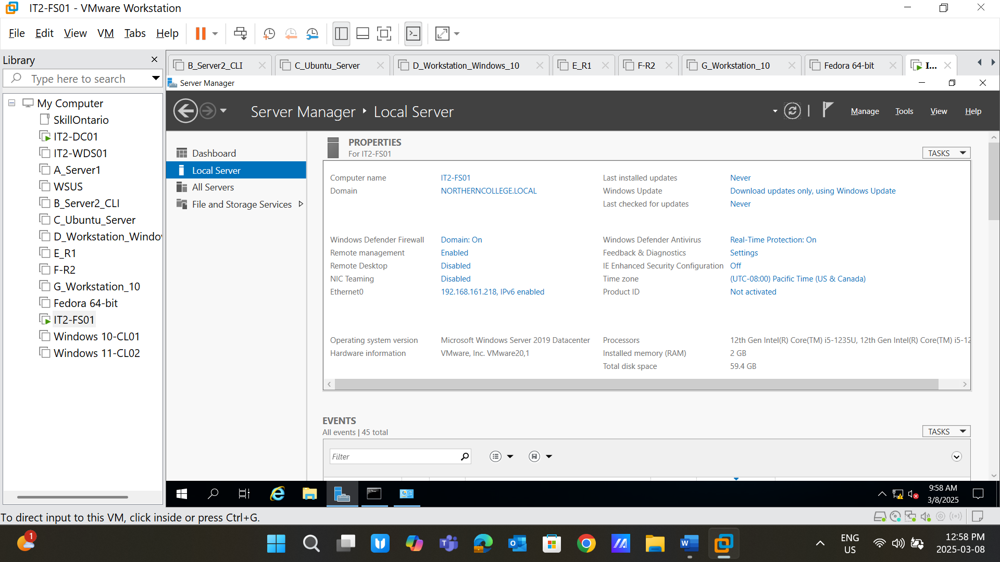 IT2-FS01 - VMware Workstation
File Edit View VM Tabs Help
Library
Type here to search
My Computer
SkillOntario
IT2-DC01
IT2-WDS01
A_Server1
WSUS
B_Server2_CLI
C_Ubuntu_Server
D_Workstation_Windo
E_R1
F-R2
G_Workstation_10
Fedora 64-bit
IT2-FS01
Windows 10-CL01
Windows 11-CL02
B_Server2_CLI C_Ubuntu_Server D_Workstation_Windows_10 E_R1 F-R2 G_Workstation_10 Fedora 64-bit I...
Server Manager
Server Manager Local Server
Manage Tools View Help
Dashboard
Local Server
All Servers
File and Storage Services
PROPERTIES
For IT2-FS01
TASKS
Computer name IT2-FS01 Last installed updates Never
Domain NORTHERNCOLLEGE.LOCAL Windows Update Download updates only, using Windows Update
Last checked for updates Never
Windows Defender Firewall Domain: On Windows Defender Antivirus Real-Time Protection: On
Remote management Enabled Feedback & Diagnostics Settings
Remote Desktop Disabled IE Enhanced Security Configuration Off
NIC Teaming Disabled Time zone (UTC-08:00) Pacific Time (US & Canada)
Ethernet0 192.168.161.218, IPv6 enabled Product ID Not activated
Operating system version Microsoft Windows Server 2019 Datacenter Processors 12th Gen Intel(R) Core(TM) i5-1235U, 12th Gen Intel(R) Core(TM) i5-12
Hardware information VMware, Inc. VMware20,1 Installed memory (RAM) 2 GB
Total disk space 59.4 GB
EVENTS
All events | 45 total
TASKS
Filter
9:58 AM
3/8/2025
To direct input to this VM, click inside or press Ctrl+G.
1
ENG
US
12:58 PM
2025-03-08